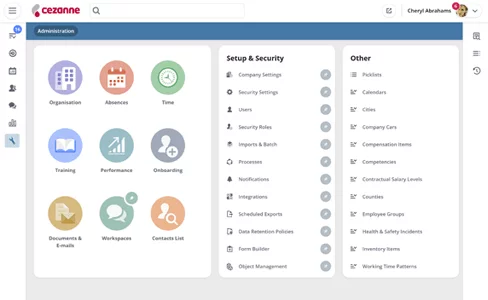 cezanne
Cheryl Abrahams
Administration
Organisation
Absences
Time
Training
Performance
Onboarding
Documents &
E-mails
Workspaces
Contacts List
Setup & Security
Company Settings
Security Settings
Users
Security Roles
Imports & Batch
Processes
Notifications
Integrations
Scheduled Exports
Data Retention Policies
Form Builder
Object Management
Other
Picklists
Calendars
Cities
Company Cars
Compensation Items
Competencies
Contractual Salary Levels
Counties
Employee Groups
Health & Safety Incidents
Inventory Items
Working Time Patterns